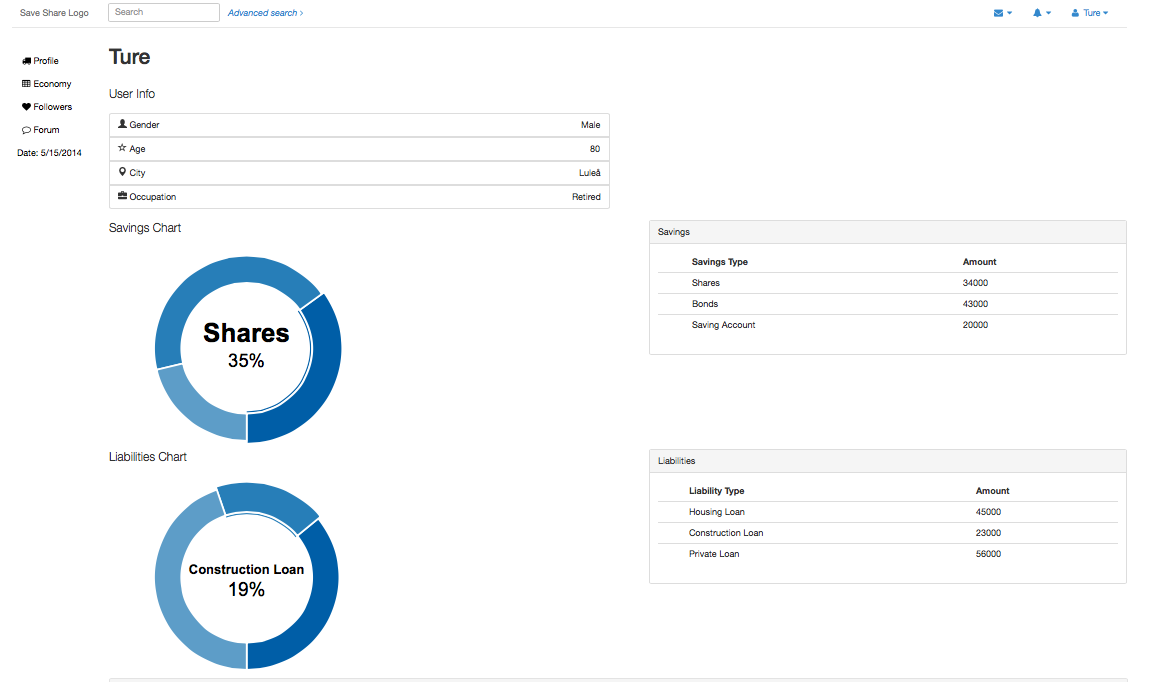 Save Share Logo
Search
Advanced search ›
Ture
Profile
Economy
Followers
Forum
Date: 5/15/2014
Ture
User Info
Gender Male
Age 80
City Luleå
Occupation Retired
Savings Chart
Shares
35%
Savings
Savings Type Amount
Shares 34000
Bonds 43000
Saving Account 20000
Liabilities Chart
Construction Loan
19%
Liabilities
Liability Type Amount
Housing Loan 45000
Construction Loan 23000
Private Loan 56000